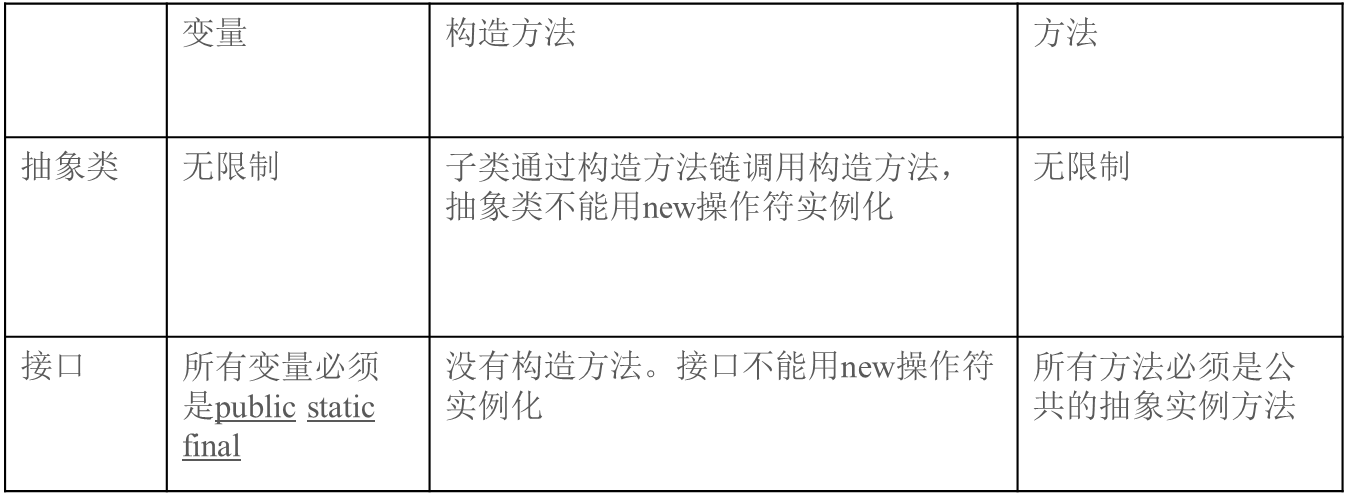 变量
构造方法
方法
抽象类
无限制
子类通过构造方法链调用构造方法，
抽象类不能用new操作符实例化
无限制
接口
所有变量必须
是public static
final
没有构造方法。接口不能用new操作符
实例化
所有方法必须是公
共的抽象实例方法